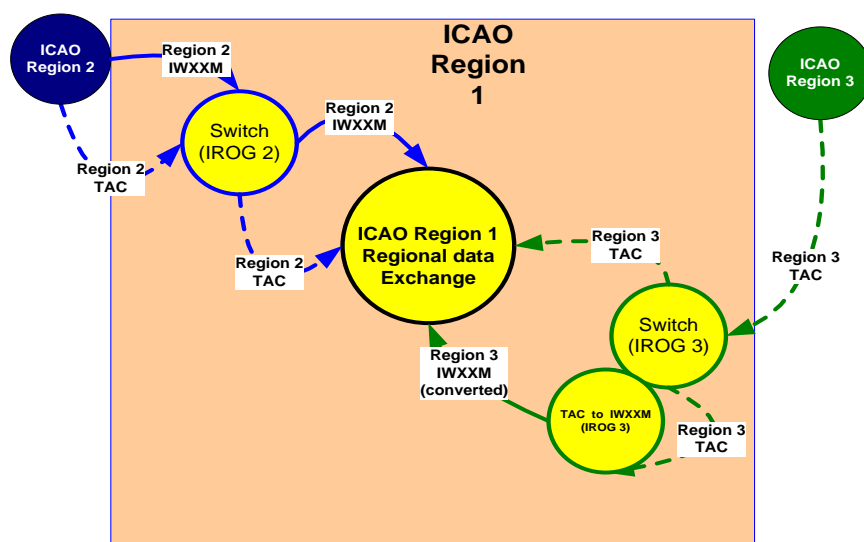 ICAO
Region
1
ICAO
Region 2
ICAO
Region 3
Region 2
IWXXM
Region 2
IWXXM
Switch
(IROG 2)
Region 2
TAC
Region 2
TAC
ICAO Region 1
Regional data
Exchange
Region 3
TAC
Region 3
TAC
Switch
(IROG 3)
Region 3
IWXXM
(converted)
TAC to IWXXM
(IROG 3)
Region 3
TAC